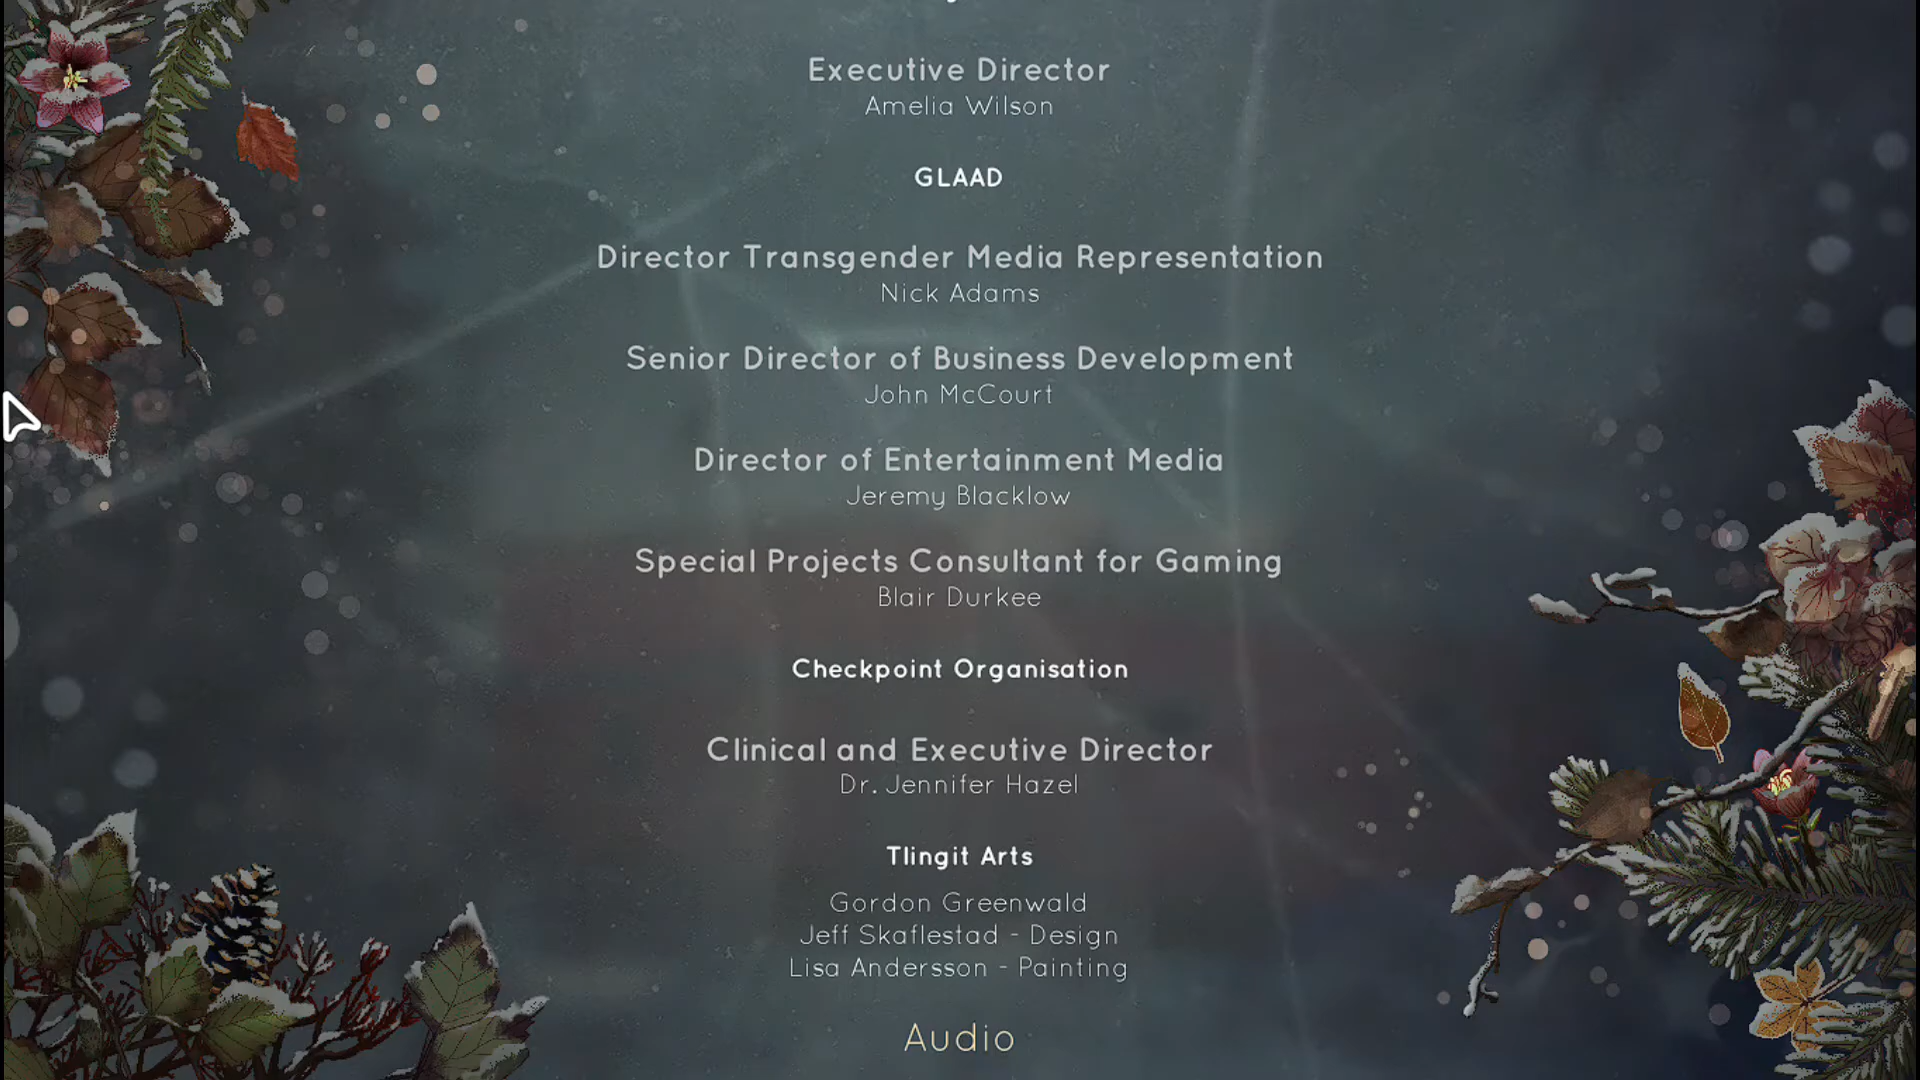 Executive Director
Amelia Wilson
GLAAD
Director Transgender Media Representation
Nick Adams
Senior Director of Business Development
John McCourt
Director of Entertainment Media
Jeremy Blacklow
Special Projects Consultant for Gaming
Blair Durkee
Checkpoint Organisation
Clinical and Executive Director
Dr. Jennifer Hazel
Tlingit Arts
Gordon Greenwald
Jeff Skaflestad - Design
Lisa Andersson - Painting
Audio